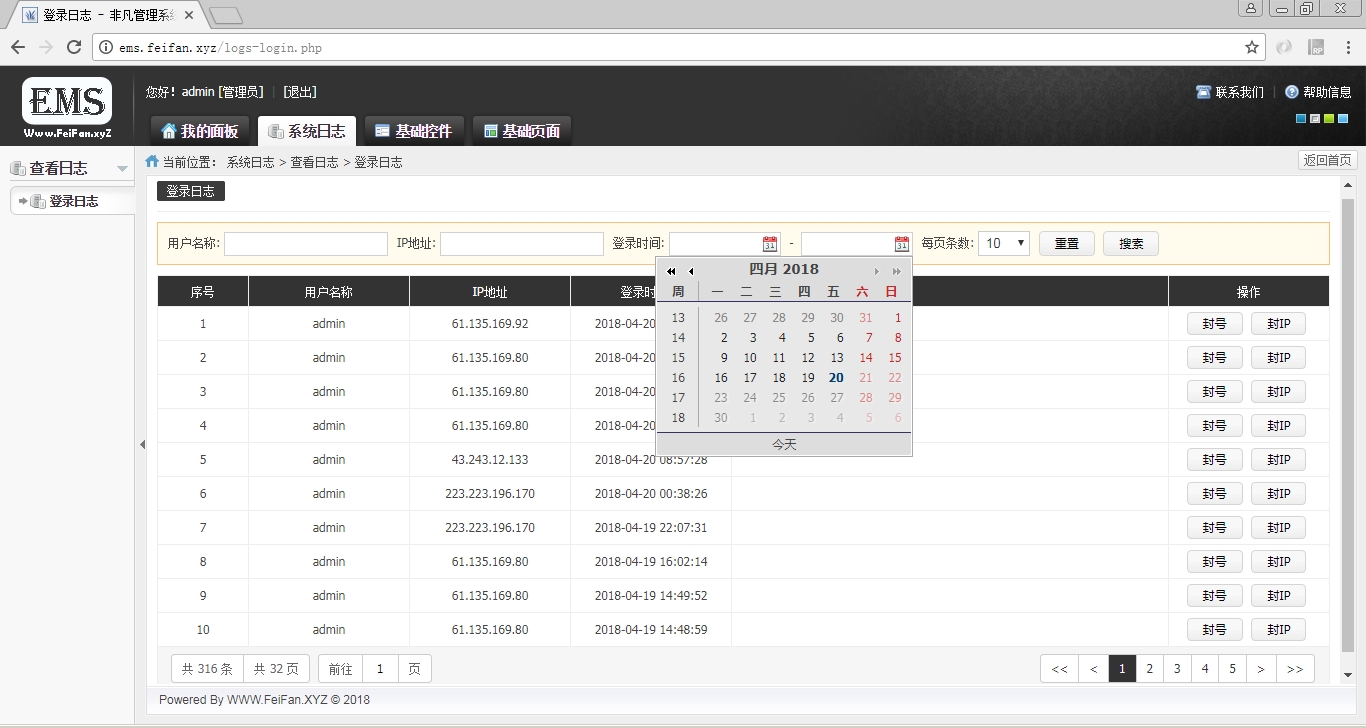 登录日志 - 非凡管理系统
ems.feifan.xyz/logs-login.php
EMS
Www.FeiFan.xyZ
您好！admin [管理员] | [退出]
联系我们 | 帮助信息
我的面板 系统日志 基础控件 基础页面
查看日志
登录日志
当前位置： 系统日志 > 查看日志 > 登录日志
返回首页
登录日志
用户名称: IP地址: 登录时间: - 每页条数: 10 重置 搜索
四月 2018
周 一 二 三 四 五 六 日
13 26 27 28 29 30 31 1
14 2 3 4 5 6 7 8
15 9 10 11 12 13 14 15
16 16 17 18 19 20 21 22
17 23 24 25 26 27 28 29
18 30 1 2 3 4 5 6
今天
序号 用户名称 IP地址 登录时 操作
1 admin 61.135.169.92 2018-04-20 封号 封IP
2 admin 61.135.169.80 2018-04-20 封号 封IP
3 admin 61.135.169.80 2018-04-20 封号 封IP
4 admin 61.135.169.80 2018-04-20 封号 封IP
5 admin 43.243.12.133 2018-04-20 08:57:28 封号 封IP
6 admin 223.223.196.170 2018-04-20 00:38:26 封号 封IP
7 admin 223.223.196.170 2018-04-19 22:07:31 封号 封IP
8 admin 61.135.169.80 2018-04-19 16:02:14 封号 封IP
9 admin 61.135.169.80 2018-04-19 14:49:52 封号 封IP
10 admin 61.135.169.80 2018-04-19 14:48:59 封号 封IP
共 316 条 共 32 页 前往 1 页
<< < 1 2 3 4 5 > >>
Powered By WWW.FeiFan.XYZ © 2018